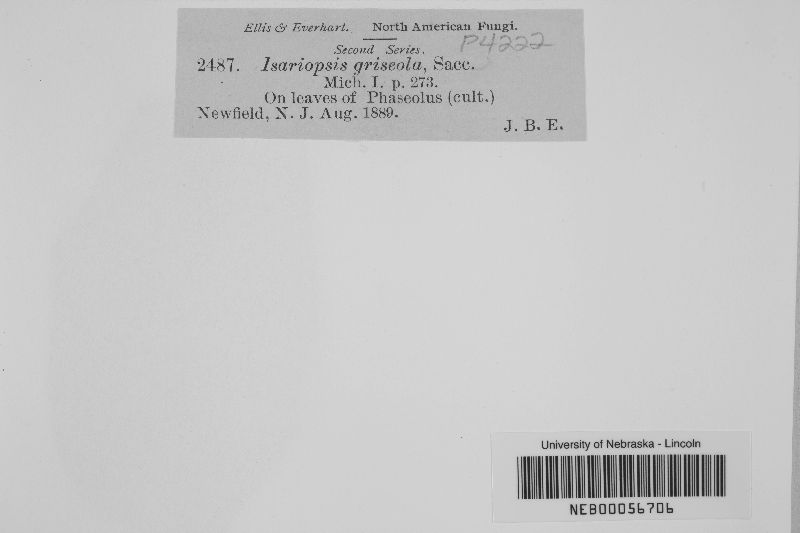 Ellis & Everhart. North American Fungi.
Second Series.
P4222
2487. Isariopsis griseola, Sacc.
Mich. I. p. 273.
On leaves of Phaseolus (cult.)
Newfield, N. J. Aug. 1889.
J. B. E.
University of Nebraska - Lincoln
NEB00056706